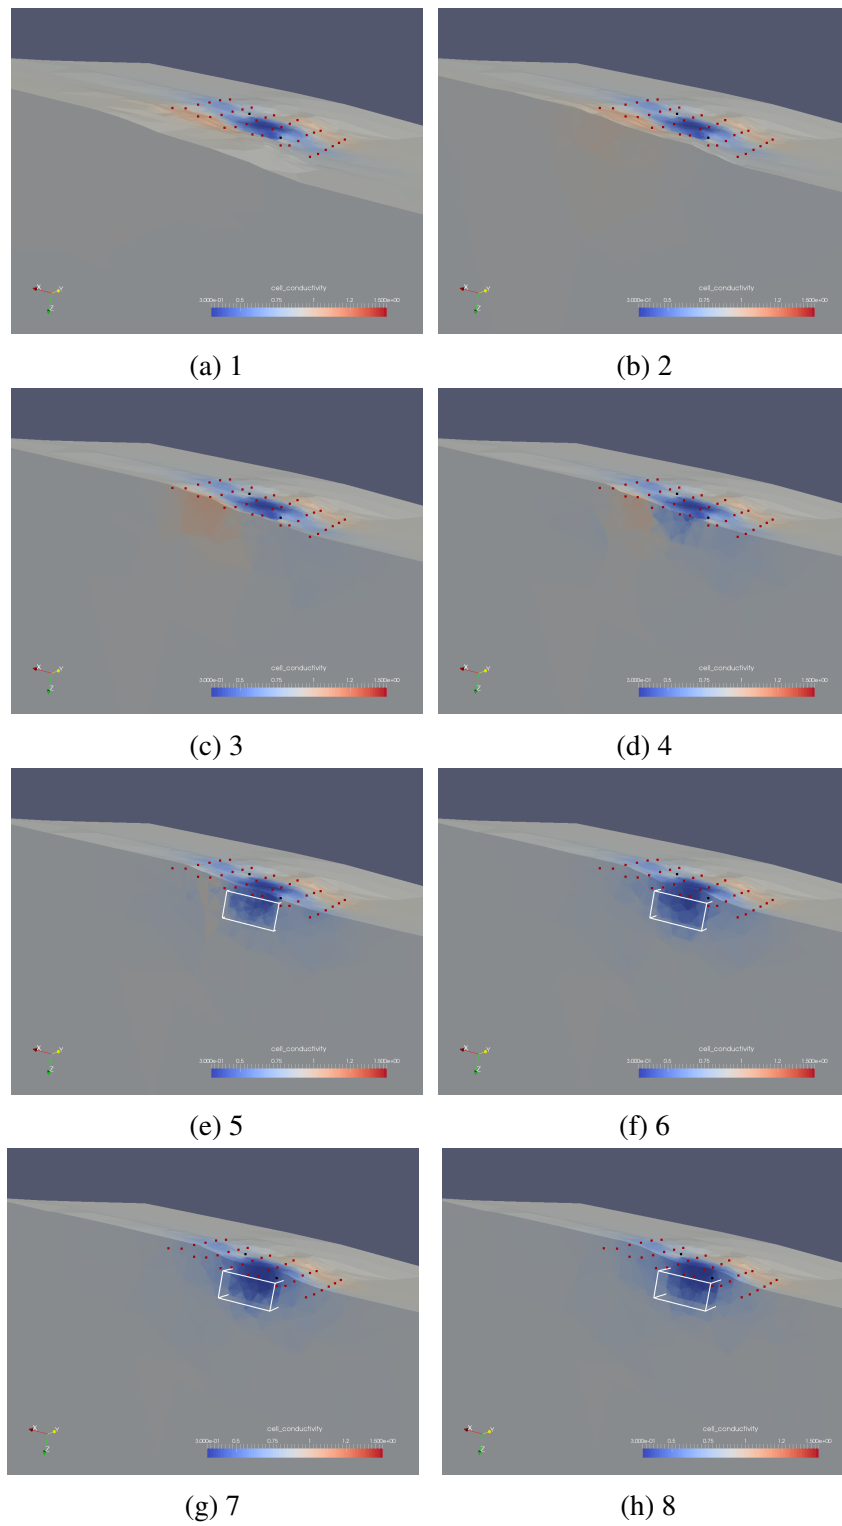 cell_conductivity
X Y
3.000e-01 0.5 0.75 1 1.2 1.500e+00
Z
(a) 1
cell_conductivity
X Y
3.000e-01 0.5 0.75 1 1.2 1.500e+00
Z
(b) 2
cell_conductivity
X Y
3.000e-01 0.5 0.75 1 1.2 1.500e+00
Z
(c) 3
cell_conductivity
X Y
3.000e-01 0.5 0.75 1 1.2 1.500e+00
Z
(d) 4
cell_conductivity
X Y
3.000e-01 0.5 0.75 1 1.2 1.500e+00
Z
(e) 5
cell_conductivity
X Y
3.000e-01 0.5 0.75 1 1.2 1.500e+00
Z
(f) 6
cell_conductivity
X Y
3.000e-01 0.5 0.75 1 1.2 1.500e+00
Z
(g) 7
cell_conductivity
X Y
3.000e-01 0.5 0.75 1 1.2 1.500e+00
Z
(h) 8